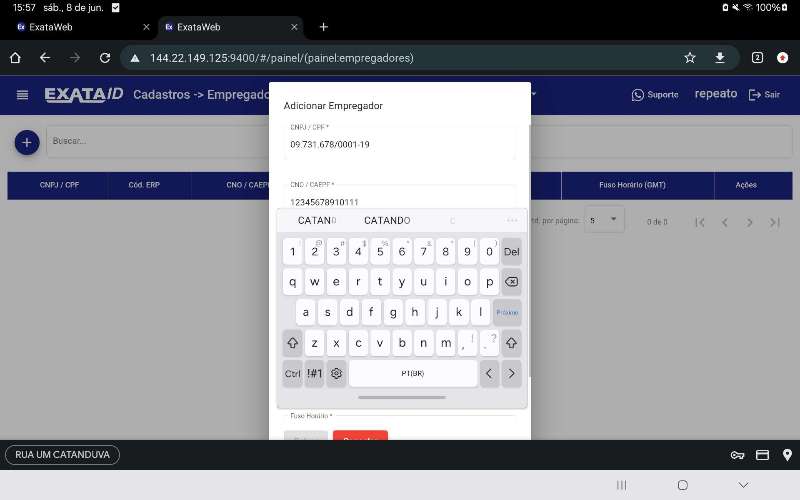 15:57 sáb., 8 de jun. 100%
ExataWeb
ExataWeb
144.22.149.125:9400/#/painel/(painel:empregadores)
2
EXATA ID Cadastros -> Empregado
Suporte repeato Sair
Adicionar Empregador
CNPJ / CPF *
09.731.678/0001-19
CNO / CAEPF *
12345678910111
Buscar...
CNPJ / CPF Cód. ERP CNO / CAEPF Fuso Horário (GMT) Ações
por página: 5 0 de 0
CATAN CATANDO
1 2 3 4 5 6 7 8 9 0 Del
q w e r t y u i o p
a s d f g h j k l Próximo
z x c v b n m , ! . ?
Ctrl !#1 PT(BR) < >
Fuso Horário *
RUA UM CATANDUVA